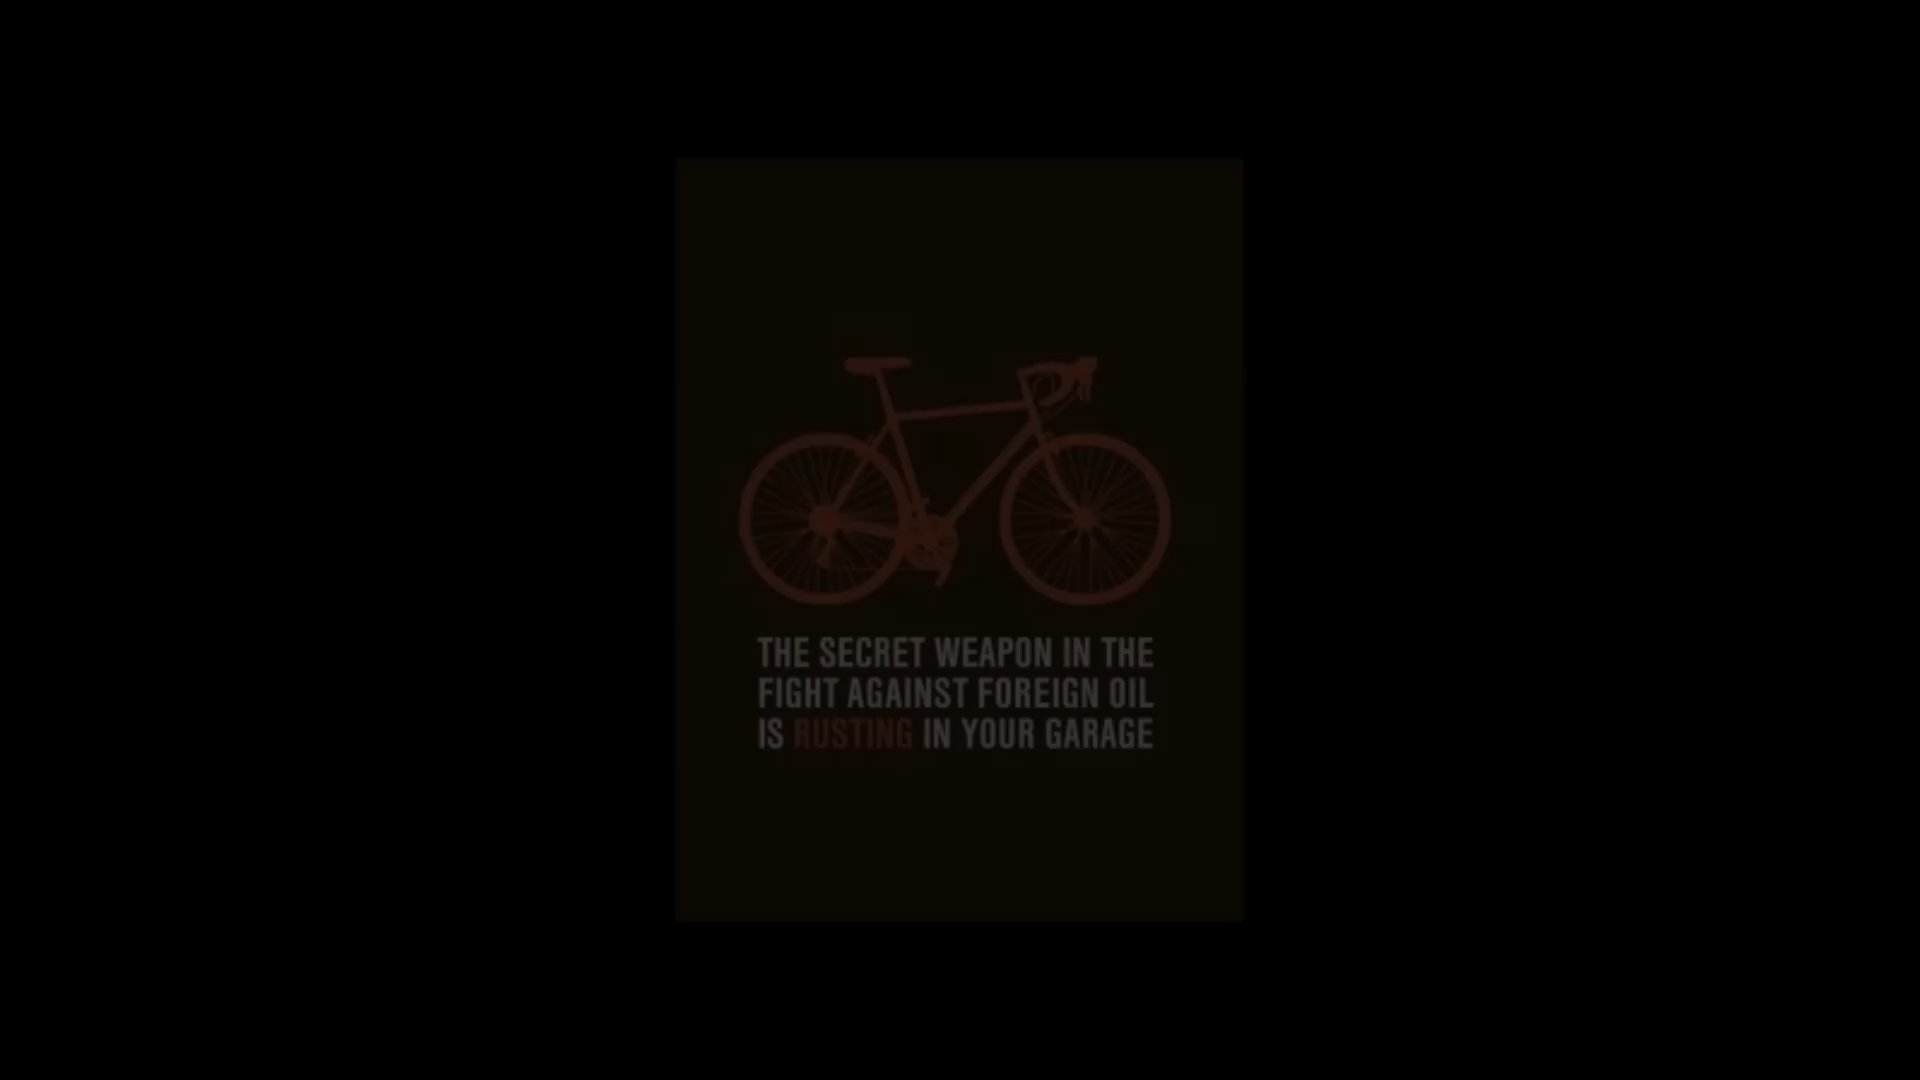 THE SECRET WEAPON IN THE
FIGHT AGAINST FOREIGN OIL
IS RUSTING IN YOUR GARAGE